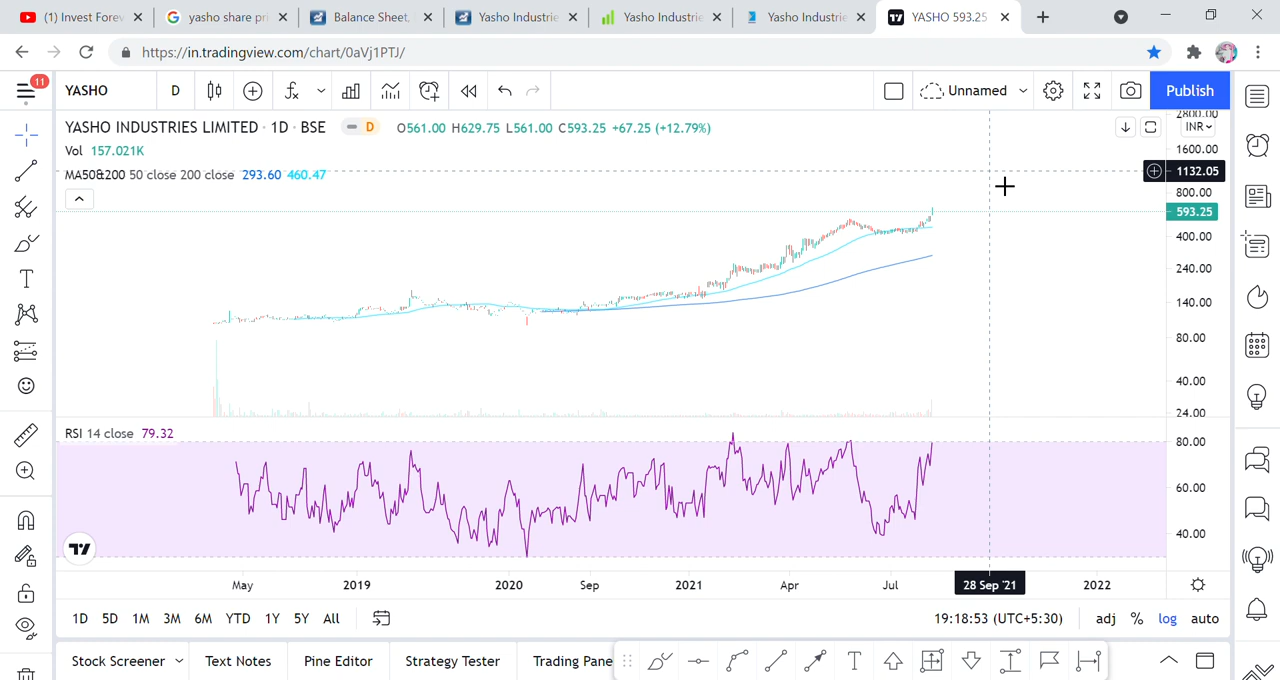 (1) Invest Forev
yasho share pri
Balance Sheet,
Yasho Industrie
Yasho Industrie
Yasho Industrie
YASHO 593.25
https://in.tradingview.com/chart/0aVj1PTJ/
11
YASHO
D
Unnamed
Publish
YASHO INDUSTRIES LIMITED · 1D · BSE
D
O561.00 H629.75 L561.00 C593.25 +67.25 (+12.79%)
Vol 157.021K
MA50&200 50 close 200 close 293.60 460.47
2800.00
INR
1600.00
1132.05
800.00
593.25
400.00
240.00
140.00
80.00
40.00
24.00
RSI 14 close 79.32
80.00
60.00
40.00
May 2019 2020 Sep 2021 Apr Jul 28 Sep '21 2022
1D 5D 1M 3M 6M YTD 1Y 5Y All
19:18:53 (UTC+5:30) adj % log auto
Stock Screener Text Notes Pine Editor Strategy Tester Trading Pane